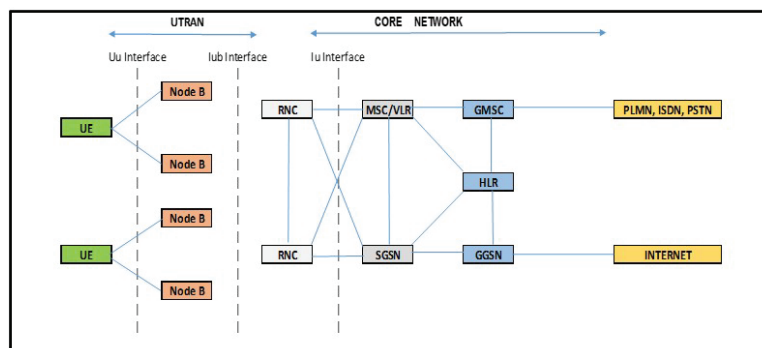 UTRAN
CORE NETWORK
Uu Interface
Iub Interface
Iu Interface
Node B
RNC
MSC/VLR
GMSC
PLMN, ISDN, PSTN
UE
Node B
HLR
Node B
UE
RNC
SGSN
GGSN
INTERNET
Node B